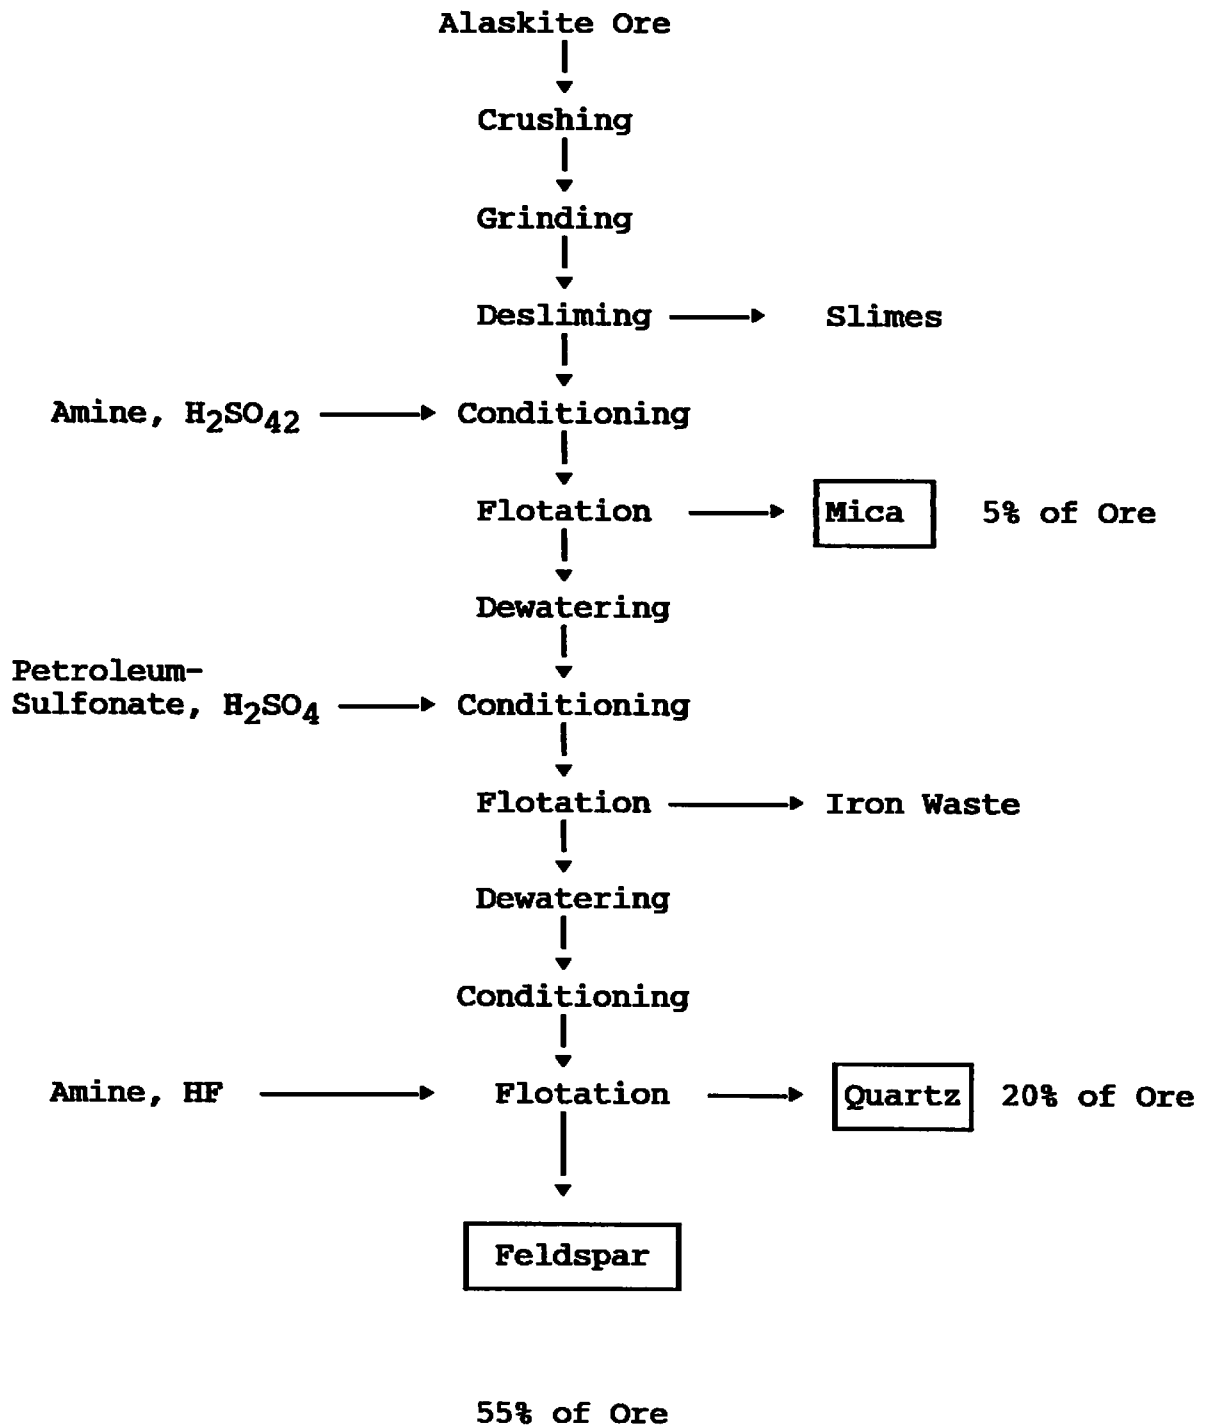 Alaskite Ore
Crushing
Grinding
Desliming Slimes
Amine, H₂SO₄₂ Conditioning
Flotation Mica 5% of Ore
Dewatering
Petroleum-
Sulfonate, H₂SO₄ Conditioning
Flotation Iron Waste
Dewatering
Conditioning
Amine, HF Flotation Quartz 20% of Ore
Feldspar
55% of Ore